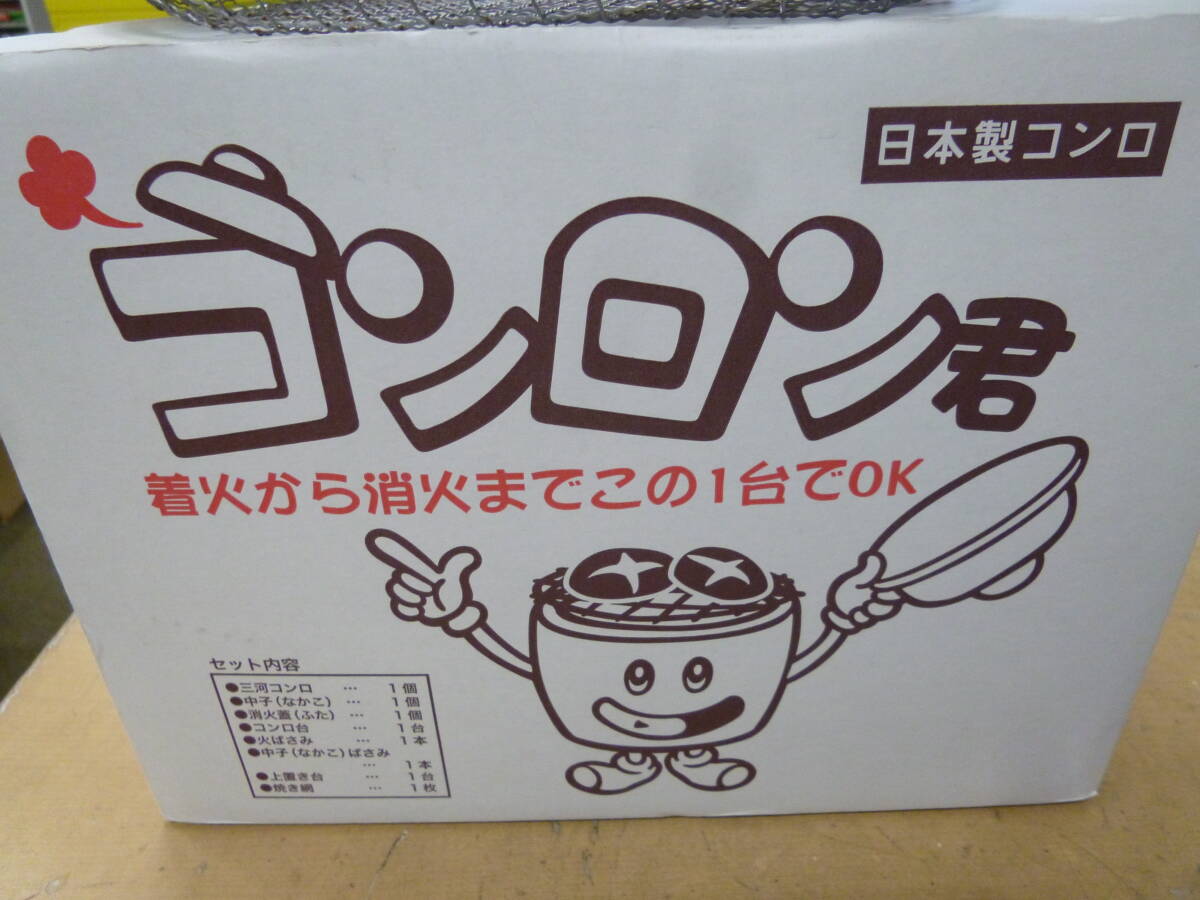 日本製コンロ
コンロン君
着火から消火までこの1台でOK
セット内容
●三河コンロ … 1個
●中子(なかこ) … 1個
●消火蓋(ふた) … 1個
●コンロ台 … 1台
●火ばさみ … 1本
●中子(なかこ)ばさみ
… 1本
●上置き台 … 1台
●焼き網 … 1枚